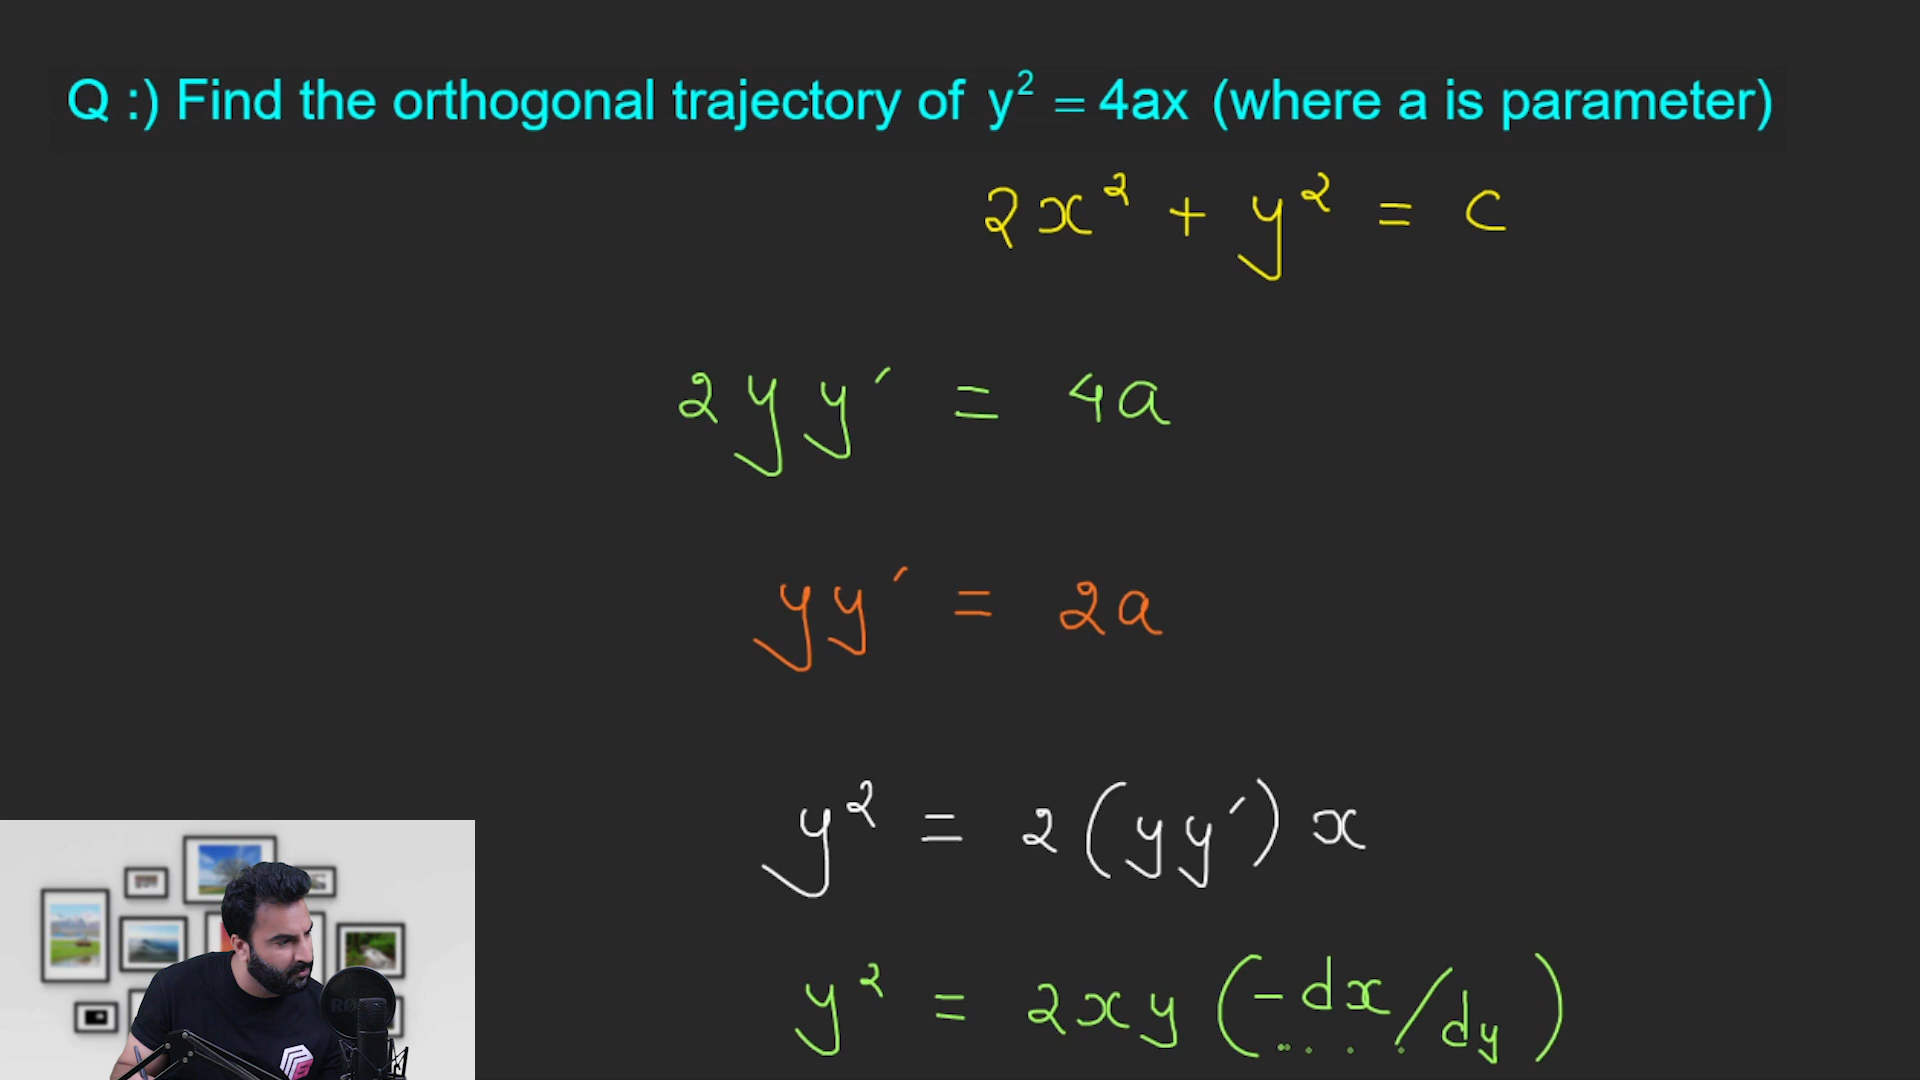 Q :) Find the orthogonal trajectory of y² = 4ax (where a is parameter)
2x² + y² = c
2yy′ = 4a
yy′ = 2a
y² = 2(yy′)x
y² = 2xy(-dx/dy)
RØ